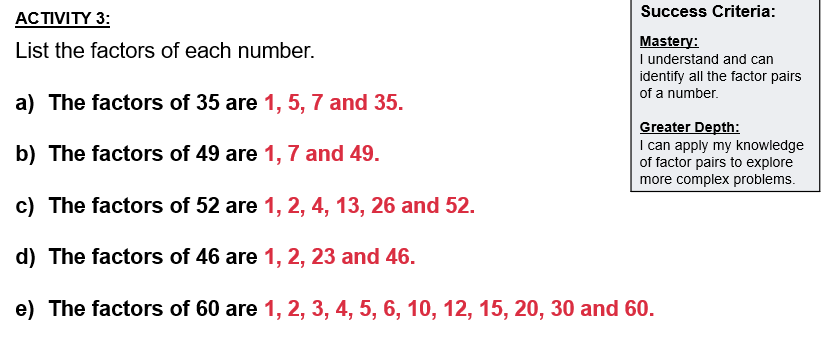 ACTIVITY 3:
List the factors of each number.
a) The factors of 35 are 1, 5, 7 and 35.
b) The factors of 49 are 1, 7 and 49.
c) The factors of 52 are 1, 2, 4, 13, 26 and 52.
d) The factors of 46 are 1, 2, 23 and 46.
e) The factors of 60 are 1, 2, 3, 4, 5, 6, 10, 12, 15, 20, 30 and 60.
Success Criteria:
Mastery:
I understand and can
identify all the factor pairs
of a number.
Greater Depth:
I can apply my knowledge
of factor pairs to explore
more complex problems.